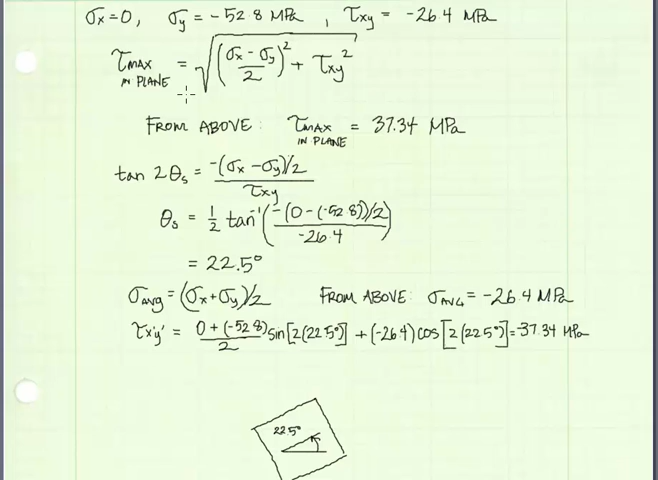 σx = 0, σy = -52.8 MPa, τxy = -26.4 MPa
τMAX IN PLANE = √((σx - σy)/2)² + τxy²
FROM ABOVE: τMAX IN PLANE = 37.34 MPa
tan 2θs = -(σx - σy)/2 / τxy
θs = 1/2 tan⁻¹(-(0 - (-52.8))/2 / -26.4)
= 22.5°
σavg = (σx + σy)/2 FROM ABOVE: σAVG = -26.4 MPa
τx'y' = 0 + (-52.8)/2 sin[2(22.5°)] + (-26.4) cos[2(22.5°)] = -37.34 MPa
22.5°